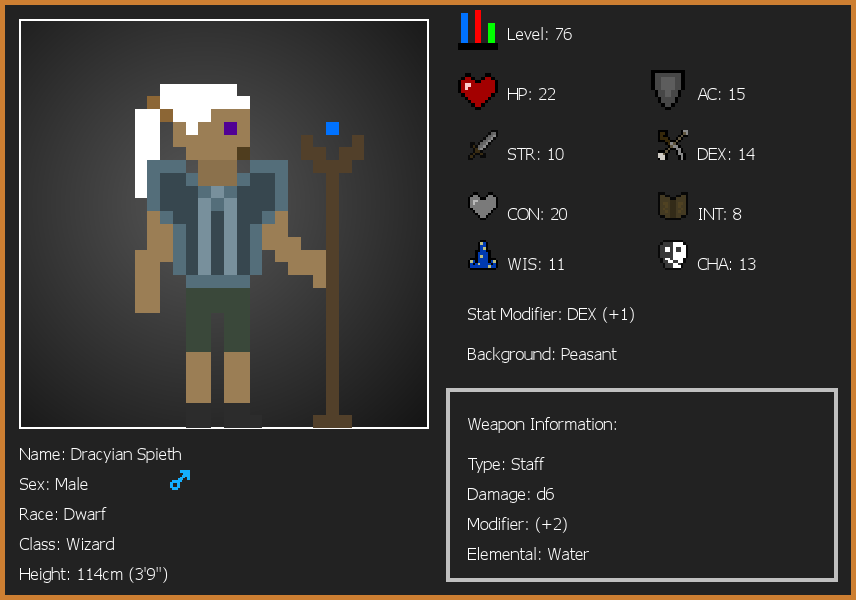 Level: 76
HP: 22
AC: 15
STR: 10
DEX: 14
CON: 20
INT: 8
WIS: 11
CHA: 13
Stat Modifier: DEX (+1)
Background: Peasant
Weapon Information:
Type: Staff
Damage: d6
Modifier: (+2)
Elemental: Water
Name: Dracyian Spieth
Sex: Male
Race: Dwarf
Class: Wizard
Height: 114cm (3'9")